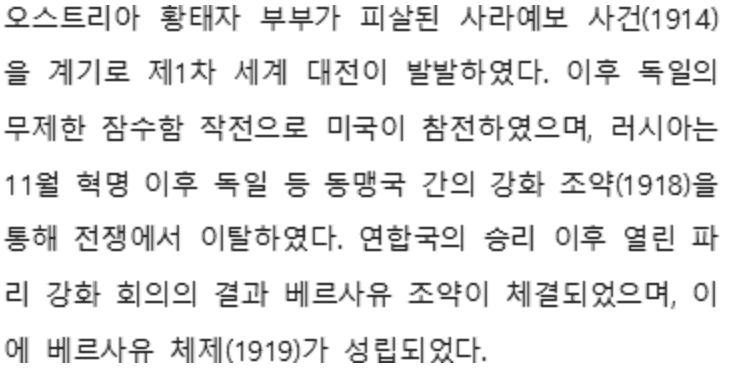 오스트리아 황태자 부부가 피살된 사라예보 사건(1914)
을 계기로 제1차 세계 대전이 발발하였다. 이후 독일의
무제한 잠수함 작전으로 미국이 참전하였으며, 러시아는
11월 혁명 이후 독일 등 동맹국 간의 강화 조약(1918)을
통해 전쟁에서 이탈하였다. 연합국의 승리 이후 열린 파
리 강화 회의의 결과 베르사유 조약이 체결되었으며, 이
에 베르사유 체제(1919)가 성립되었다.